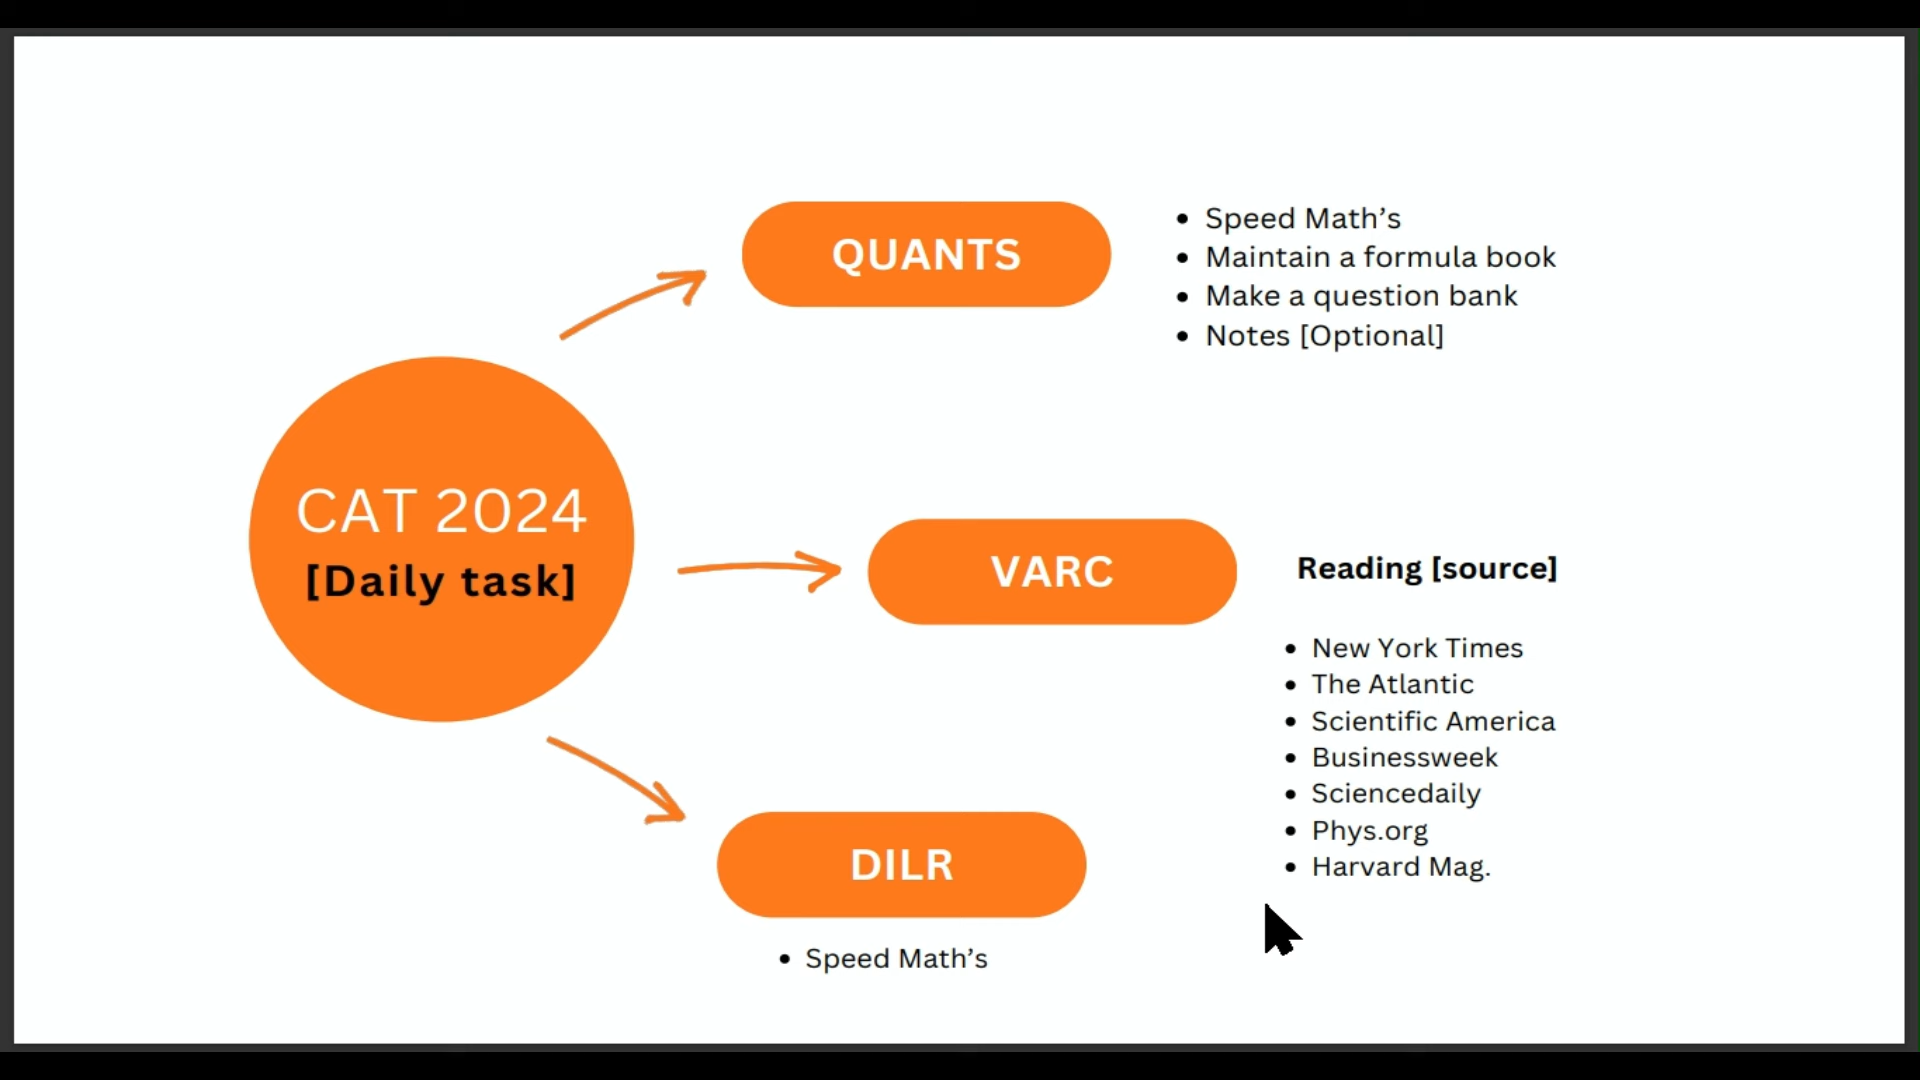 CAT 2024
[Daily task]
QUANTS
• Speed Math’s
• Maintain a formula book
• Make a question bank
• Notes [Optional]
VARC
Reading [source]
• New York Times
• The Atlantic
• Scientific America
• Businessweek
• Sciencedaily
• Phys.org
• Harvard Mag.
DILR
• Speed Math’s